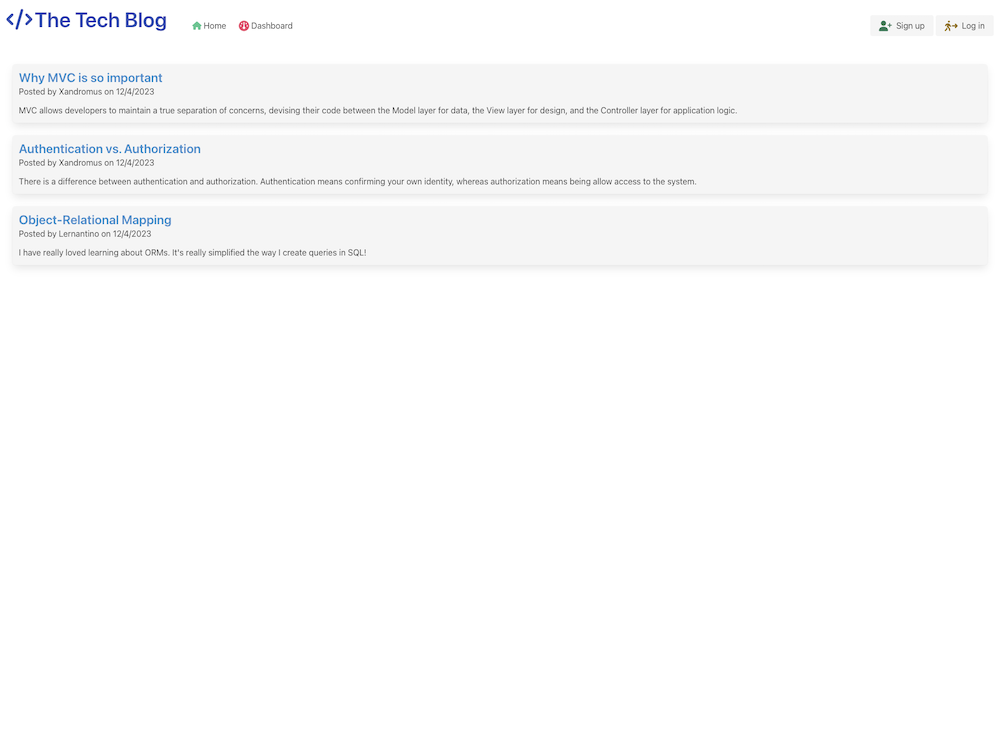 </>The Tech Blog
Home
Dashboard
Sign up
Log in
Why MVC is so important
Posted by Xandromus on 12/4/2023
MVC allows developers to maintain a true separation of concerns, devising their code between the Model layer for data, the View layer for design, and the Controller layer for application logic.
Authentication vs. Authorization
Posted by Xandromus on 12/4/2023
There is a difference between authentication and authorization. Authentication means confirming your own identity, whereas authorization means being allow access to the system.
Object-Relational Mapping
Posted by Lernantino on 12/4/2023
I have really loved learning about ORMs. It's really simplified the way I create queries in SQL!